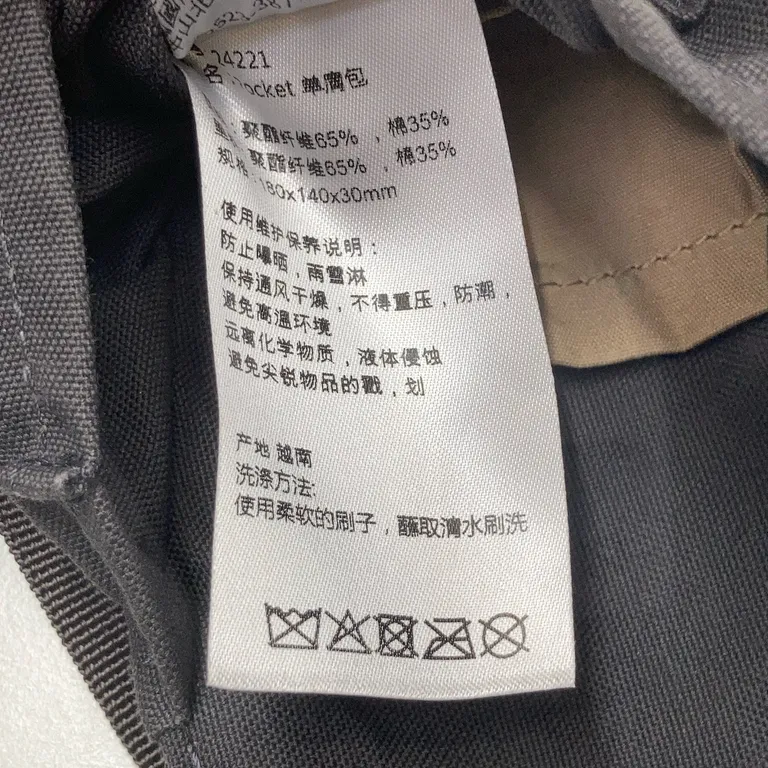 24221
名 ocket 单肩包
量：聚酯纤维65% ，棉35%
聚酯纤维65% ，棉35%
规格 180x140x30mm
使用维护保养说明：
防止曝晒，雨雪淋
保持通风干燥，不得重压，防潮，
避免高温环境
远离化学物质，液体侵蚀
避免尖锐物品的戳，划
产地 越南
洗涤方法:
使用柔软的刷子，蘸取清水刷洗